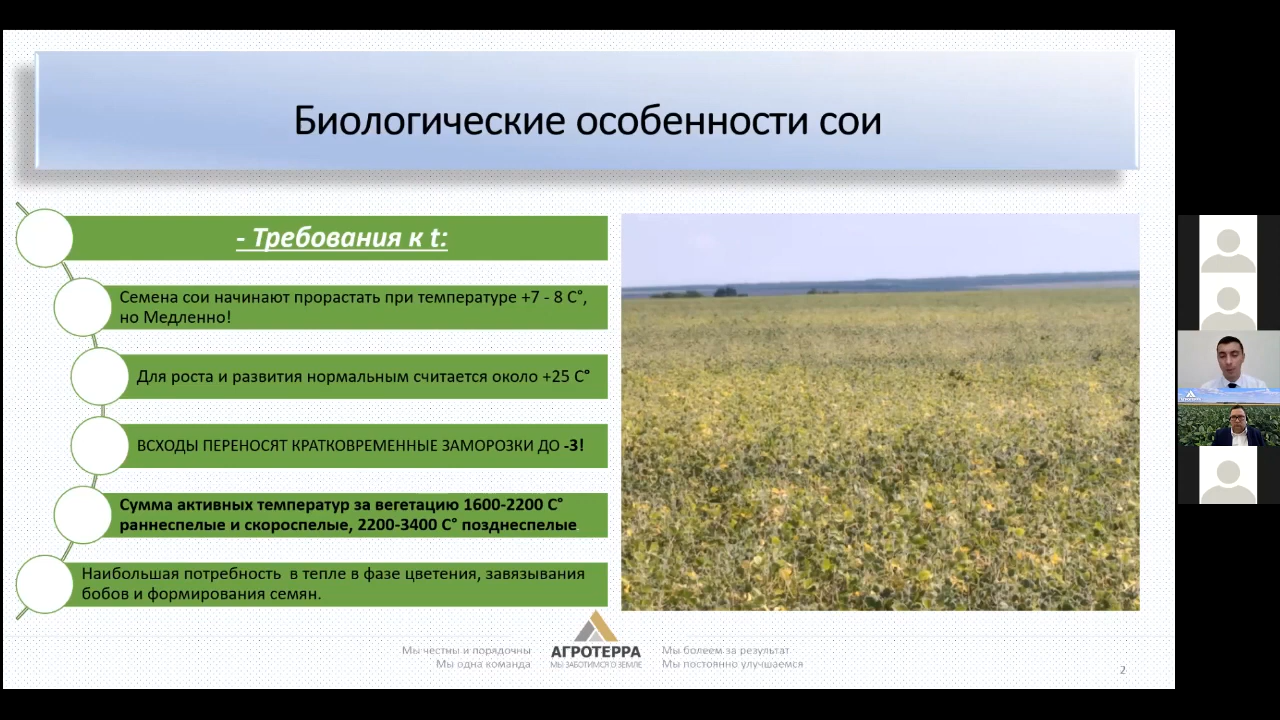 Биологические особенности сои
- Требования к t:
Семена сои начинают прорастать при температуре +7 - 8 С°,
но Медленно!
Для роста и развития нормальным считается около +25 С°
ВСХОДЫ ПЕРЕНОСЯТ КРАТКОВРЕМЕННЫЕ ЗАМОРОЗКИ ДО -3!
Сумма активных температур за вегетацию 1600-2200 С°
раннеспелые и скороспелые, 2200-3400 С° позднеспелые
Наибольшая потребность в тепле в фазе цветения, завязывания
бобов и формирования семян.
Мы честны и порядочны
Мы одна команда
АГРОТЕРРА
МЫ ЗАБОТИМСЯ О ЗЕМЛЕ
Мы болеем за результат
Мы постоянно улучшаемся
2